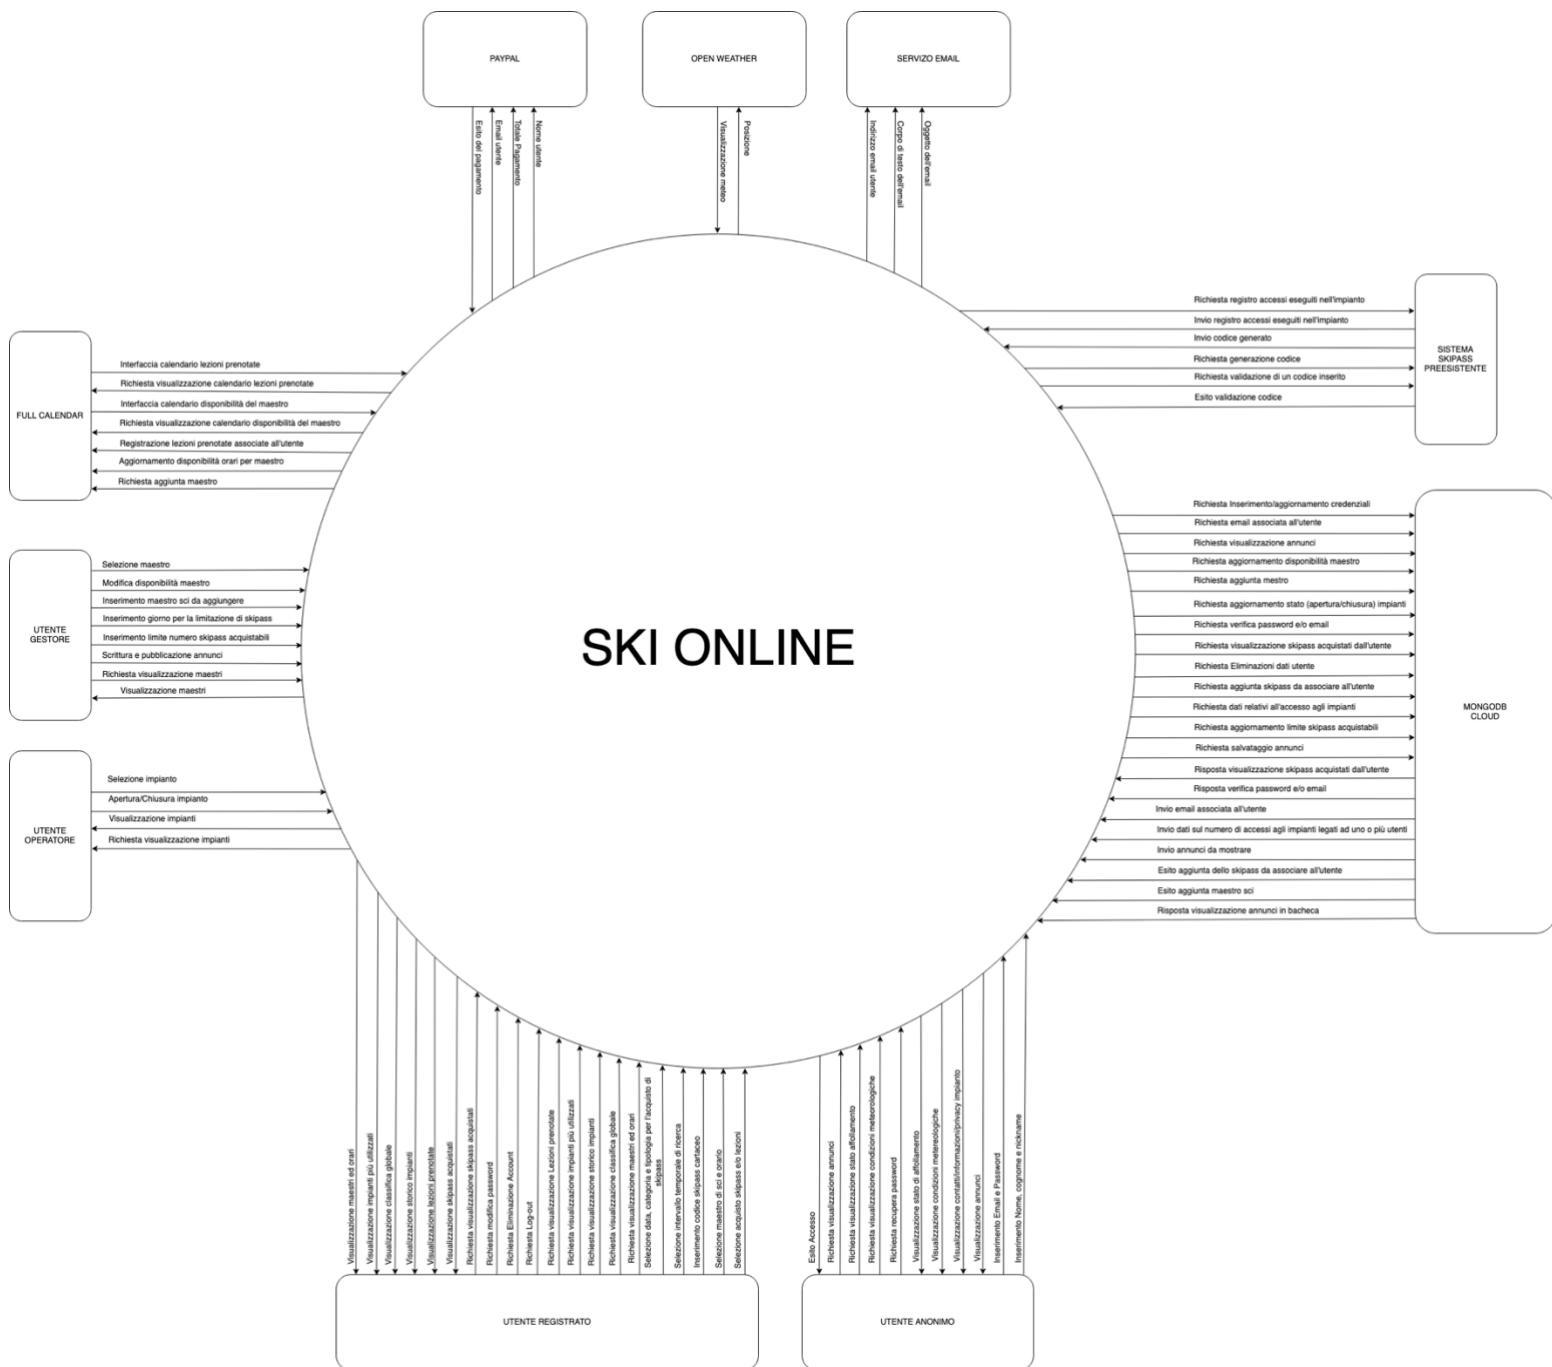 PAYPAL
OPEN WEATHER
SERVIZO EMAIL
Esito del pagamento
Email utente
Totale Pagamento
Nome utente
Visualizzazione meteo
Posizione
Indirizzo email utente
Corpo di testo dell'email
Oggetto dell'email
FULL CALENDAR
Interfaccia calendario lezioni prenotate
Richiesta visualizzazione calendario lezioni prenotate
Interfaccia calendario disponibilità del maestro
Richiesta visualizzazione calendario disponibilità del maestro
Registrazione lezioni prenotate associate all'utente
Aggiornamento disponibilità orari per maestro
Richiesta aggiunta maestro
Richiesta registro accessi eseguiti nell'impianto
Invio registro accessi eseguiti nell'impianto
Invio codice generato
Richiesta generazione codice
Richiesta validazione di un codice inserito
Esito validazione codice
SISTEMA
SKIPASS
PREESISTENTE
UTENTE
GESTORE
Selezione maestro
Modifica disponibilità maestro
Inserimento maestro sci da aggiungere
Inserimento giorno per la limitazione di skipass
Inserimento limite numero skipass acquistabili
Scrittura e pubblicazione annunci
Richiesta visualizzazione maestri
Visualizzazione maestri
SKI ONLINE
Richiesta Inserimento/aggiornamento credenziali
Richiesta email associata all'utente
Richiesta visualizzazione annunci
Richiesta aggiornamento disponibilità maestro
Richiesta aggiunta mestro
Richiesta aggiornamento stato (apertura/chiusura) impianti
Richiesta verifica password e/o email
Richiesta visualizzazione skipass acquistati dall'utente
Richiesta Eliminazioni dati utente
Richiesta aggiunta skipass da associare all'utente
Richiesta dati relativi all'accesso agli impianti
Richiesta aggiornamento limite skipass acquistabili
Richiesta salvataggio annunci
Risposta visualizzazione skipass acquistati dall'utente
Risposta verifica password e/o email
Invio email associata all'utente
Invio dati sul numero di accessi agli impianti legati ad uno o più utenti
Invio annunci da mostrare
Esito aggiunta dello skipass da associare all'utente
Esito aggiunta maestro sci
Risposta visualizzazione annunci in bacheca
MONGODB
CLOUD
UTENTE
OPERATORE
Selezione impianto
Apertura/Chiusura impianto
Visualizzazione impianti
Richiesta visualizzazione impianti
Visualizzazione maestri ed orari
Visualizzazione impianti più utilizzati
Visualizzazione classifica globale
Visualizzazione storico impianti
Visualizzazione lezioni prenotate
Visualizzazione skipass acquistati
Richiesta visualizzazione skipass acquistati
Richiesta modifica password
Richiesta Eliminazione Account
Richiesta Log-out
Richiesta visualizzazione Lezioni prenotate
Richiesta visualizzazione impianti più utilizzati
Richiesta visualizzazione storico impianti
Richiesta visualizzazione classifica globale
Richiesta visualizzazione maestri ed orari
Selezione data, categoria e tipologia per l'acquisto di
skipass
Selezione intervallo temporale di ricerca
Inserimento codice skipass cartaceo
Selezione maestro di sci e orario
Selezione acquisto skipass e/o lezioni
Esito Accesso
Richiesta visualizzazione annunci
Richiesta visualizzazione stato affollamento
Richiesta visualizzazione condizioni meteorologiche
Richiesta recupera password
Visualizzazione stato di affollamento
Visualizzazione condizioni metereologiche
Visualizzazione contatti/informazioni/privacy impianto
Visualizzazione annunci
Inserimento Email e Password
Inserimento Nome, cognome e nickname
UTENTE REGISTRATO
UTENTE ANONIMO